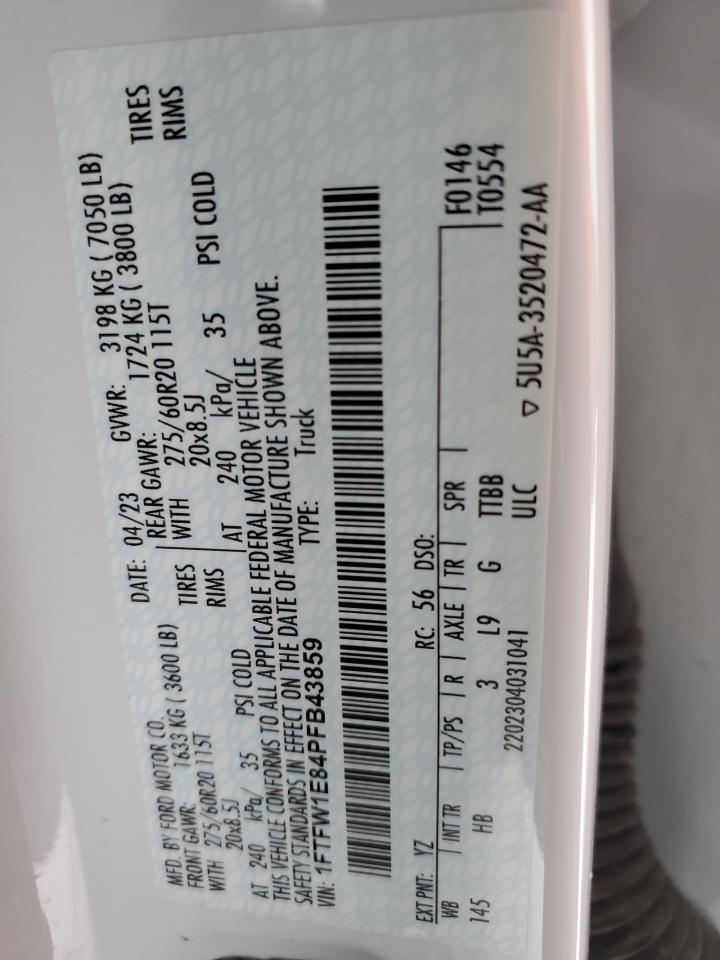 MFD. BY FORD MOTOR CO.
DATE: 04/23 GVWR: 3198 KG ( 7050 LB)
FRONT GAWR: 1633 KG ( 3600 LB) REAR GAWR: 1724 KG ( 3800 LB)
WITH 275/60R20 115T TIRES WITH 275/60R20 115T TIRES
20x8.5J RIMS 20x8.5J RIMS
AT 240 kPa/ 35 PSI COLD AT 240 kPa/ 35 PSI COLD
THIS VEHICLE CONFORMS TO ALL APPLICABLE FEDERAL MOTOR VEHICLE
SAFETY STANDARDS IN EFFECT ON THE DATE OF MANUFACTURE SHOWN ABOVE.
VIN: 1FTFW1E84PFB43859 TYPE: Truck
EXT PNT: YZ RC: 56 DSO:
WB INT TR TP/PS R AXLE TR SPR F0146
145 HB 3 L9 G TTBB T0554
2202304031041 ULC
▽ 5U5A-3520472-AA